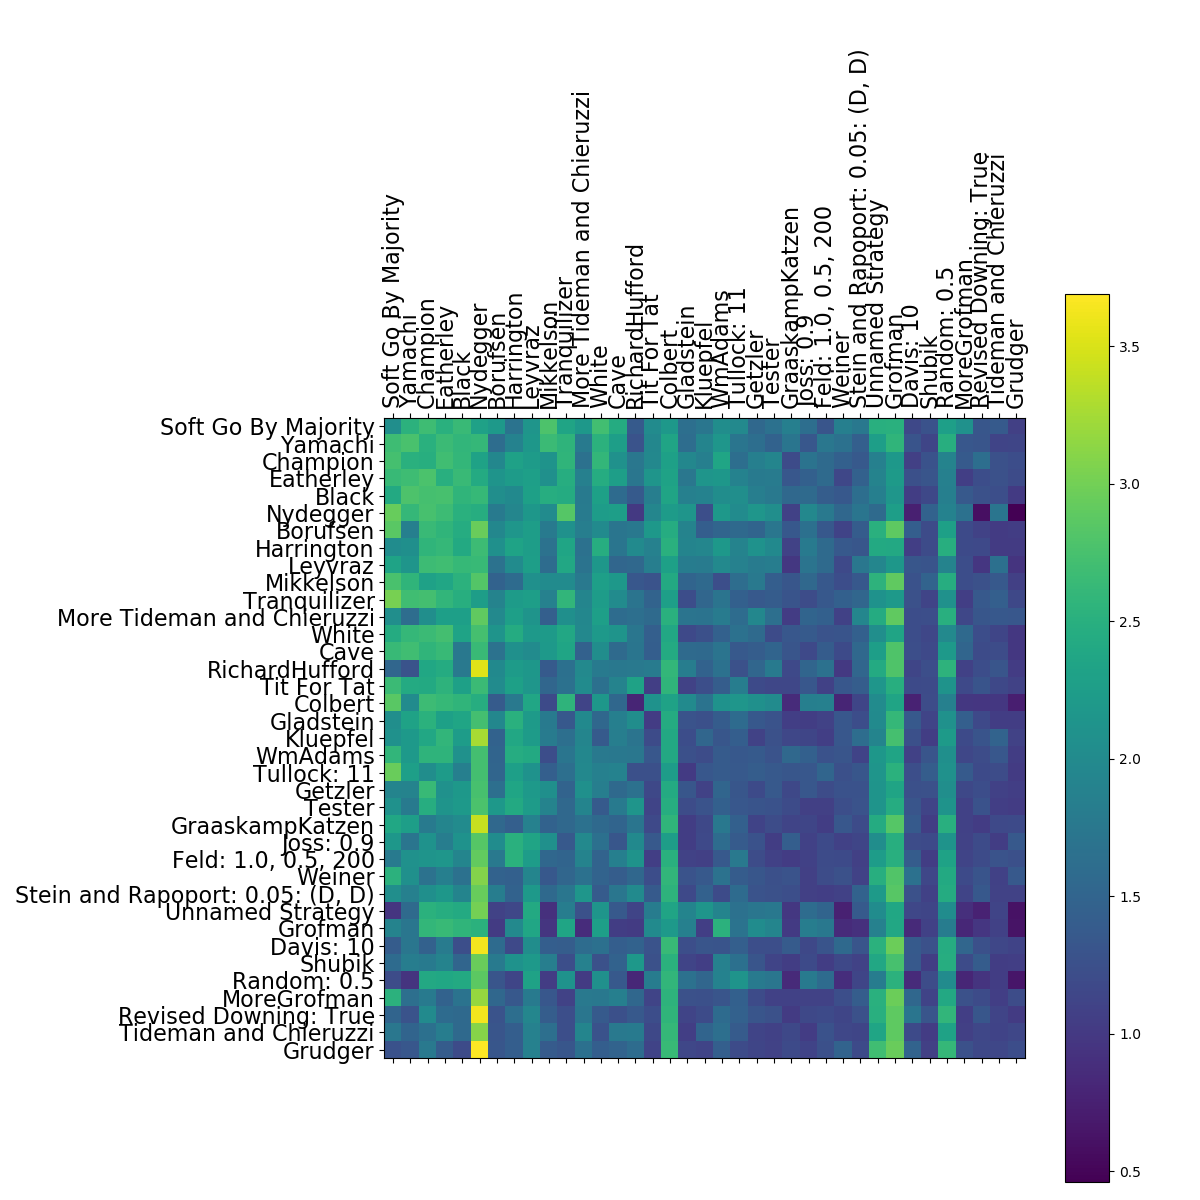 Soft Go By Majority
Yamachi
Champion
Eatherley
Black
Nydegger
Borufsen
Harrington
Leyvraz
Mikkelson
Tranquilizer
More Tideman and Chieruzzi
White
Cave
RichardHufford
Tit For Tat
Colbert
Gladstein
Kluepfel
WmAdams
Tullock: 11
Getzler
Tester
GraaskampKatzen
Joss: 0.9
Feld: 1.0, 0.5, 200
Weiner
Stein and Rapoport: 0.05: (D, D)
Unnamed Strategy
Grofman
Davis: 10
Shubik
Random: 0.5
MoreGrofman
Revised Downing: True
Tideman and Chieruzzi
Grudger
Soft Go By Majority
Yamachi
Champion
Eatherley
Black
Nydegger
Borufsen
Harrington
Leyvraz
Mikkelson
Tranquilizer
More Tideman and Chieruzzi
White
Cave
RichardHufford
Tit For Tat
Colbert
Gladstein
Kluepfel
WmAdams
Tullock: 11
Getzler
Tester
GraaskampKatzen
Joss: 0.9
Feld: 1.0, 0.5, 200
Weiner
Stein and Rapoport: 0.05: (D, D)
Unnamed Strategy
Grofman
Davis: 10
Shubik
Random: 0.5
MoreGrofman
Revised Downing: True
Tideman and Chieruzzi
Grudger
3.5
3.0
2.5
2.0
1.5
1.0
0.5